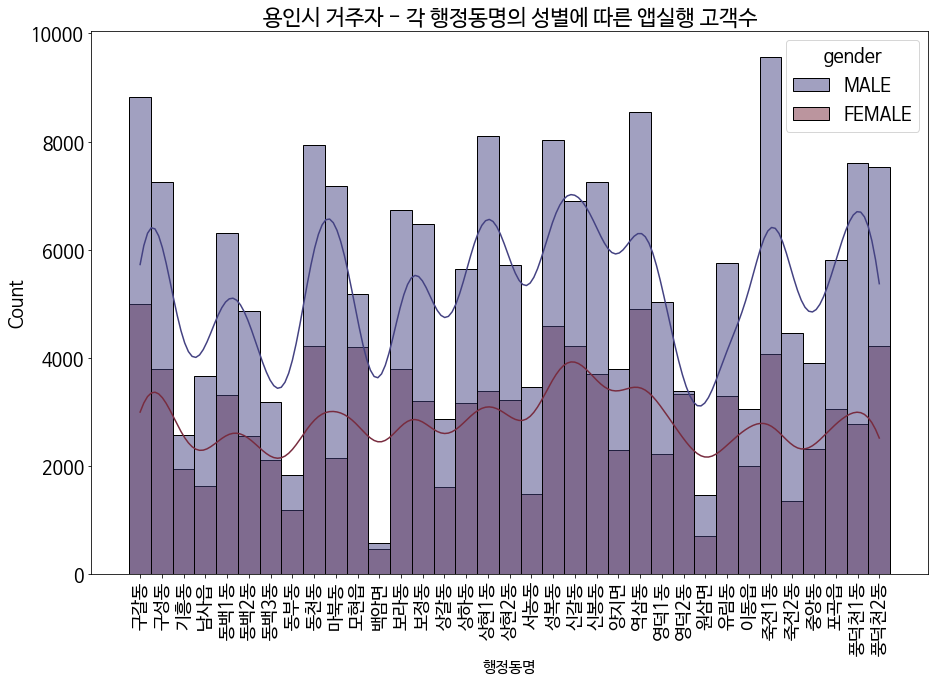 용인시 거주자 - 각 행정동명의 성별에 따른 앱실행 고객수
gender
MALE
FEMALE
Count
10000
8000
6000
4000
2000
0
구갈동
구성동
기흥동
남사읍
동백1동
동백2동
동백3동
동부동
동천동
마북동
모현읍
백암면
보라동
보정동
상갈동
상하동
상현1동
상현2동
서농동
성복동
신갈동
신봉동
양지면
역삼동
영덕1동
영덕2동
원삼면
유림동
이동읍
죽전1동
죽전2동
중앙동
포곡읍
풍덕천1동
풍덕천2동
행정동명